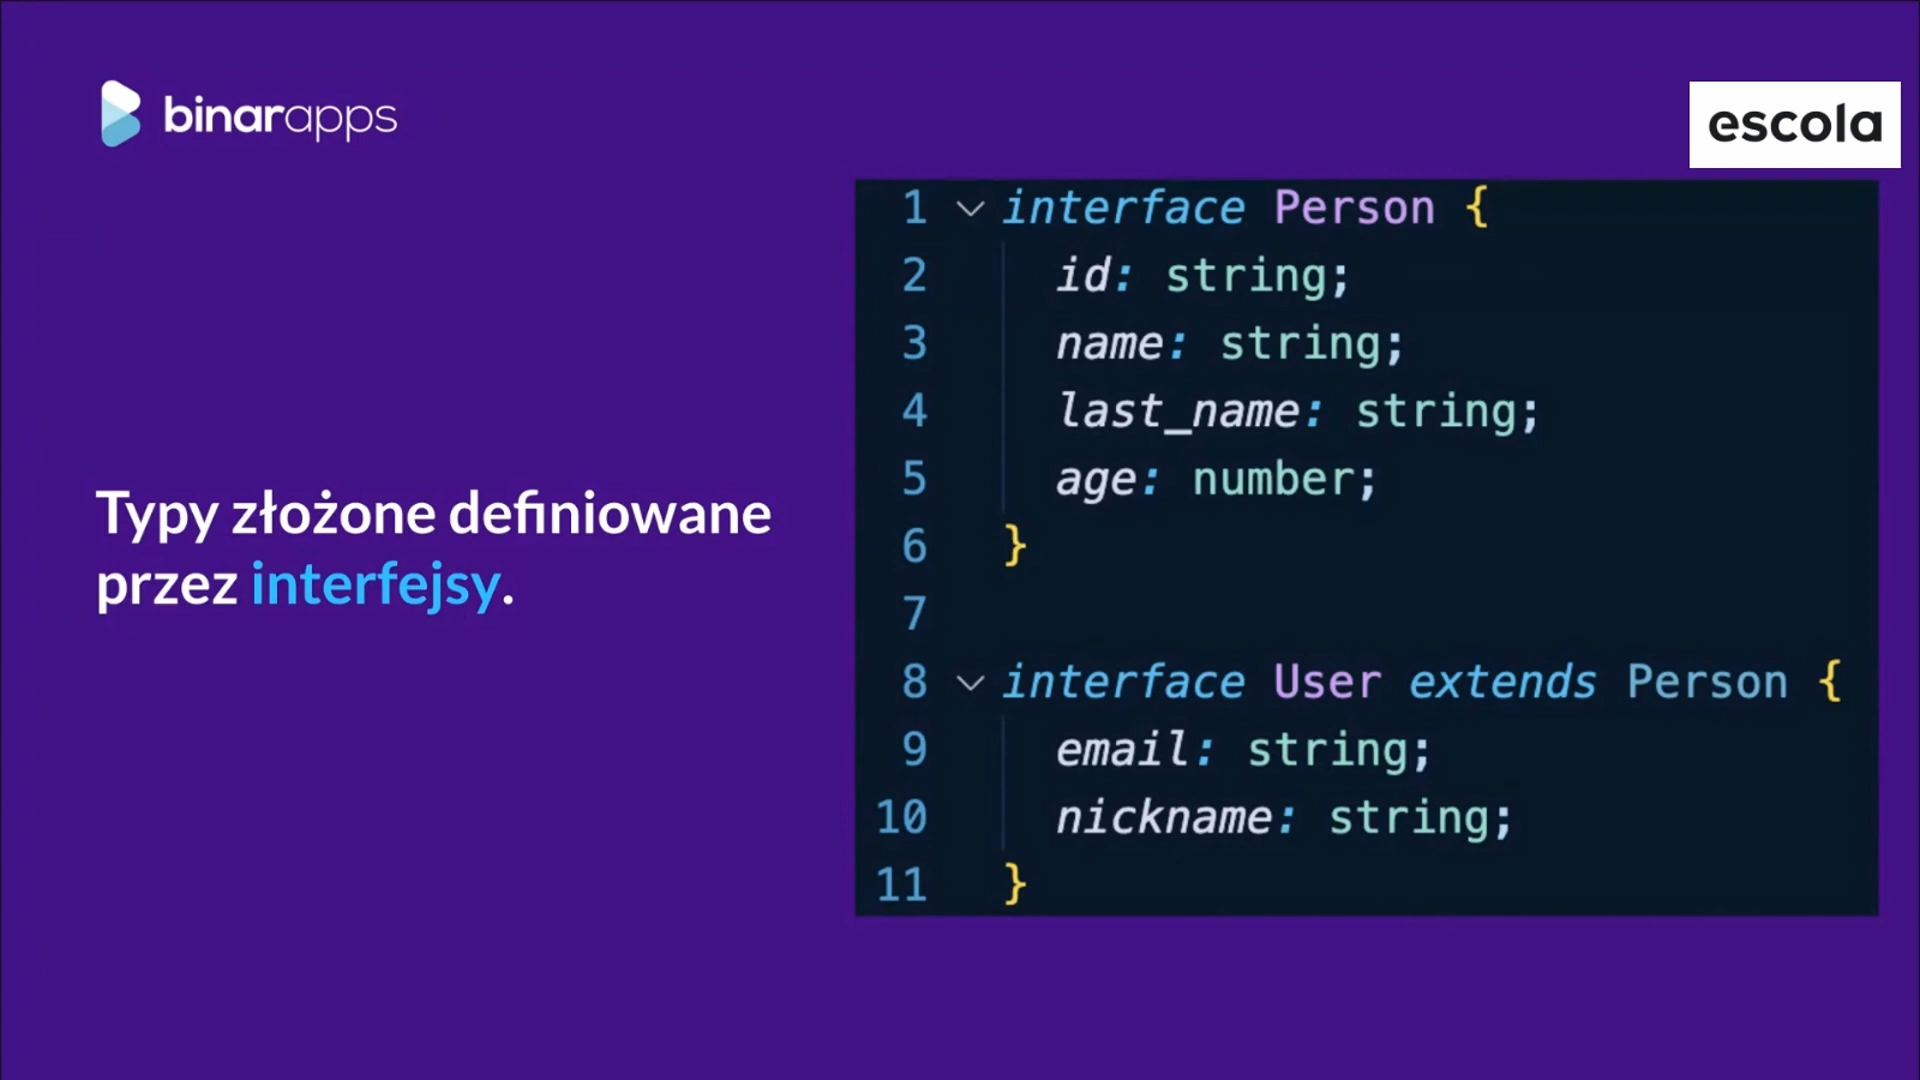 binarapps
escola
Typy złożone definiowane
przez interfejsy.
1 interface Person {
2 id: string;
3 name: string;
4 last_name: string;
5 age: number;
6 }
7
8 interface User extends Person {
9 email: string;
10 nickname: string;
11 }